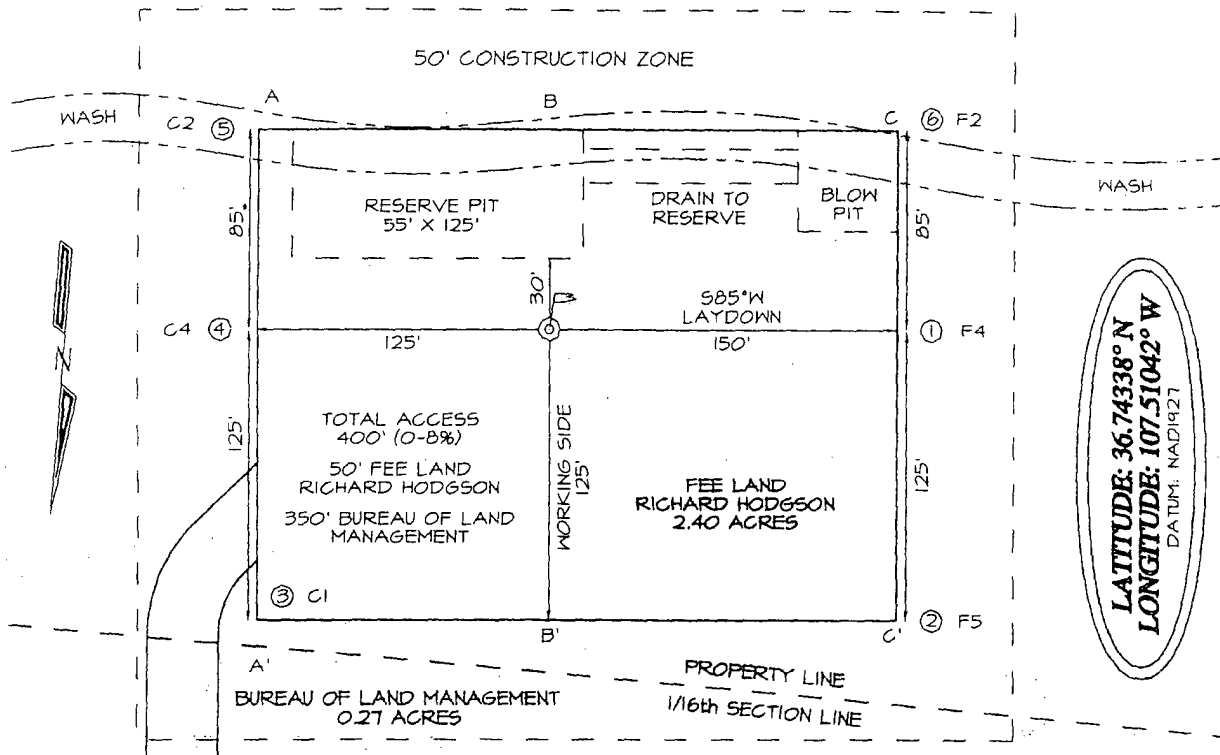 50' CONSTRUCTION ZONE
A
B
WASH
C2 ⑤
C ⑥ F2
WASH
RESERVE PIT
55' X 125'
DRAIN TO
RESERVE
BLOW
PIT
85'
85'
30'
S85°W
LAYDOWN
C4 ④
125'
150'
① F4
N
TOTAL ACCESS
400' (0-8%)
50' FEE LAND
RICHARD HODGSON
350' BUREAU OF LAND
MANAGEMENT
125'
WORKING SIDE
125'
FEE LAND
RICHARD HODGSON
2.40 ACRES
125'
③ C1
② F5
A'
B'
C'
PROPERTY LINE
1/16th SECTION LINE
BUREAU OF LAND MANAGEMENT
0.27 ACRES
LATITUDE: 36.74338° N
LONGITUDE: 107.51042° W
DATUM: NAD1927